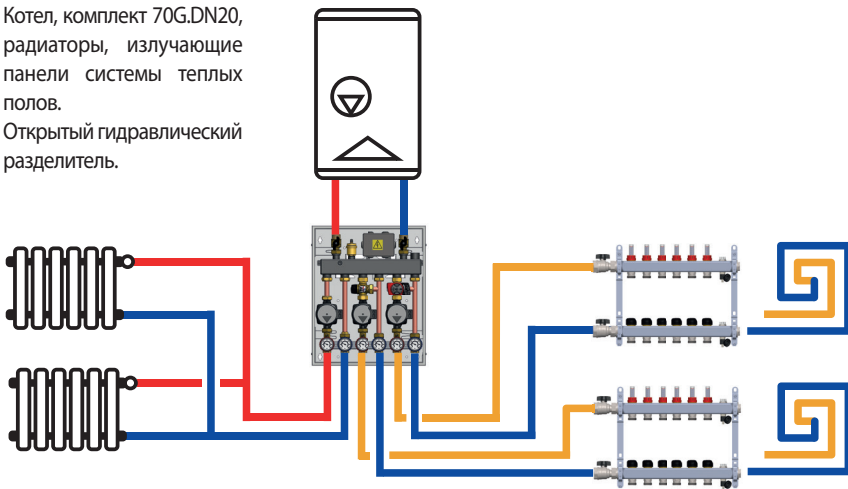 Котел, комплект 70G.DN20,
радиаторы, излучающие
панели системы теплых
полов.
Открытый гидравлический
разделитель.